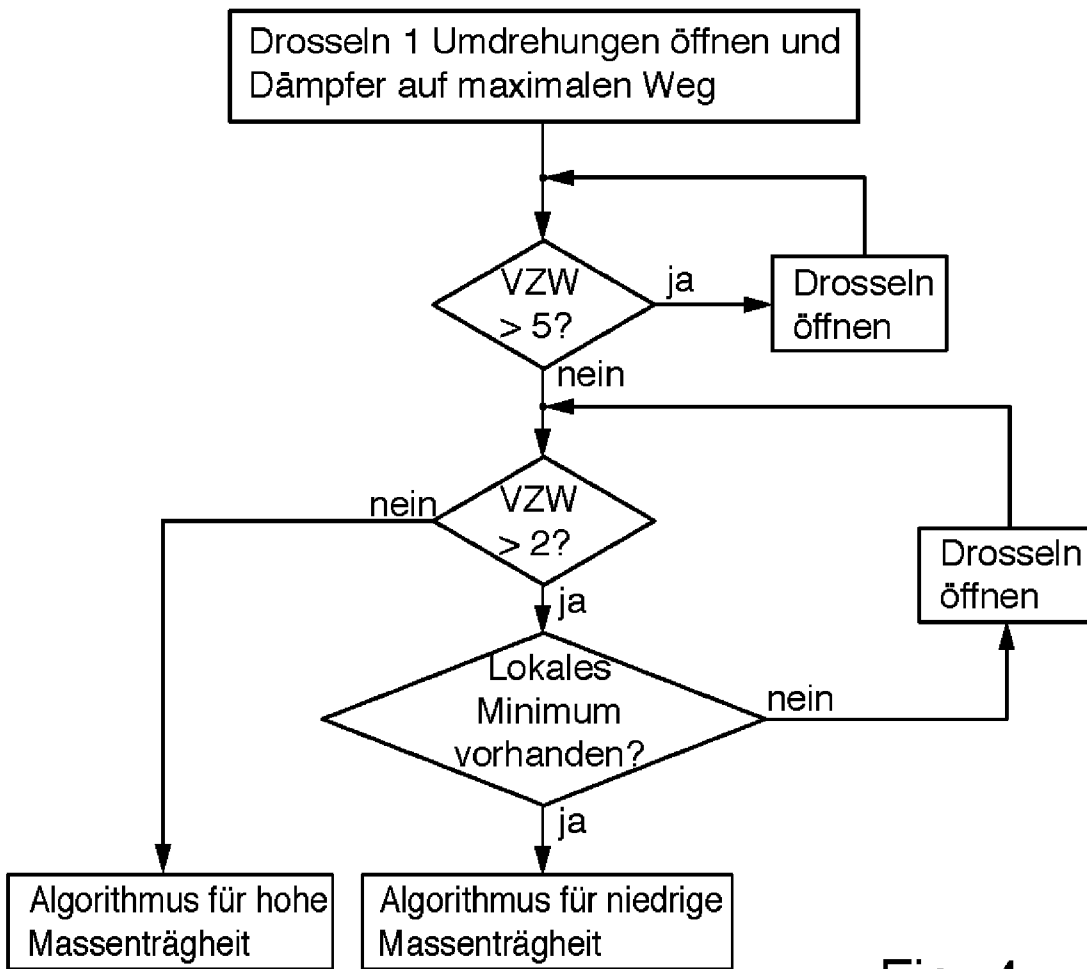 Drosseln 1 Umdrehungen öffnen und
Dämpfer auf maximalen Weg
VZW
> 5?
ja
Drosseln
öffnen
nein
VZW
> 2?
nein
ja
Drosseln
öffnen
Lokales
Minimum
vorhanden?
nein
ja
Algorithmus für hohe
Massenträgheit
Algorithmus für niedrige
Massenträgheit